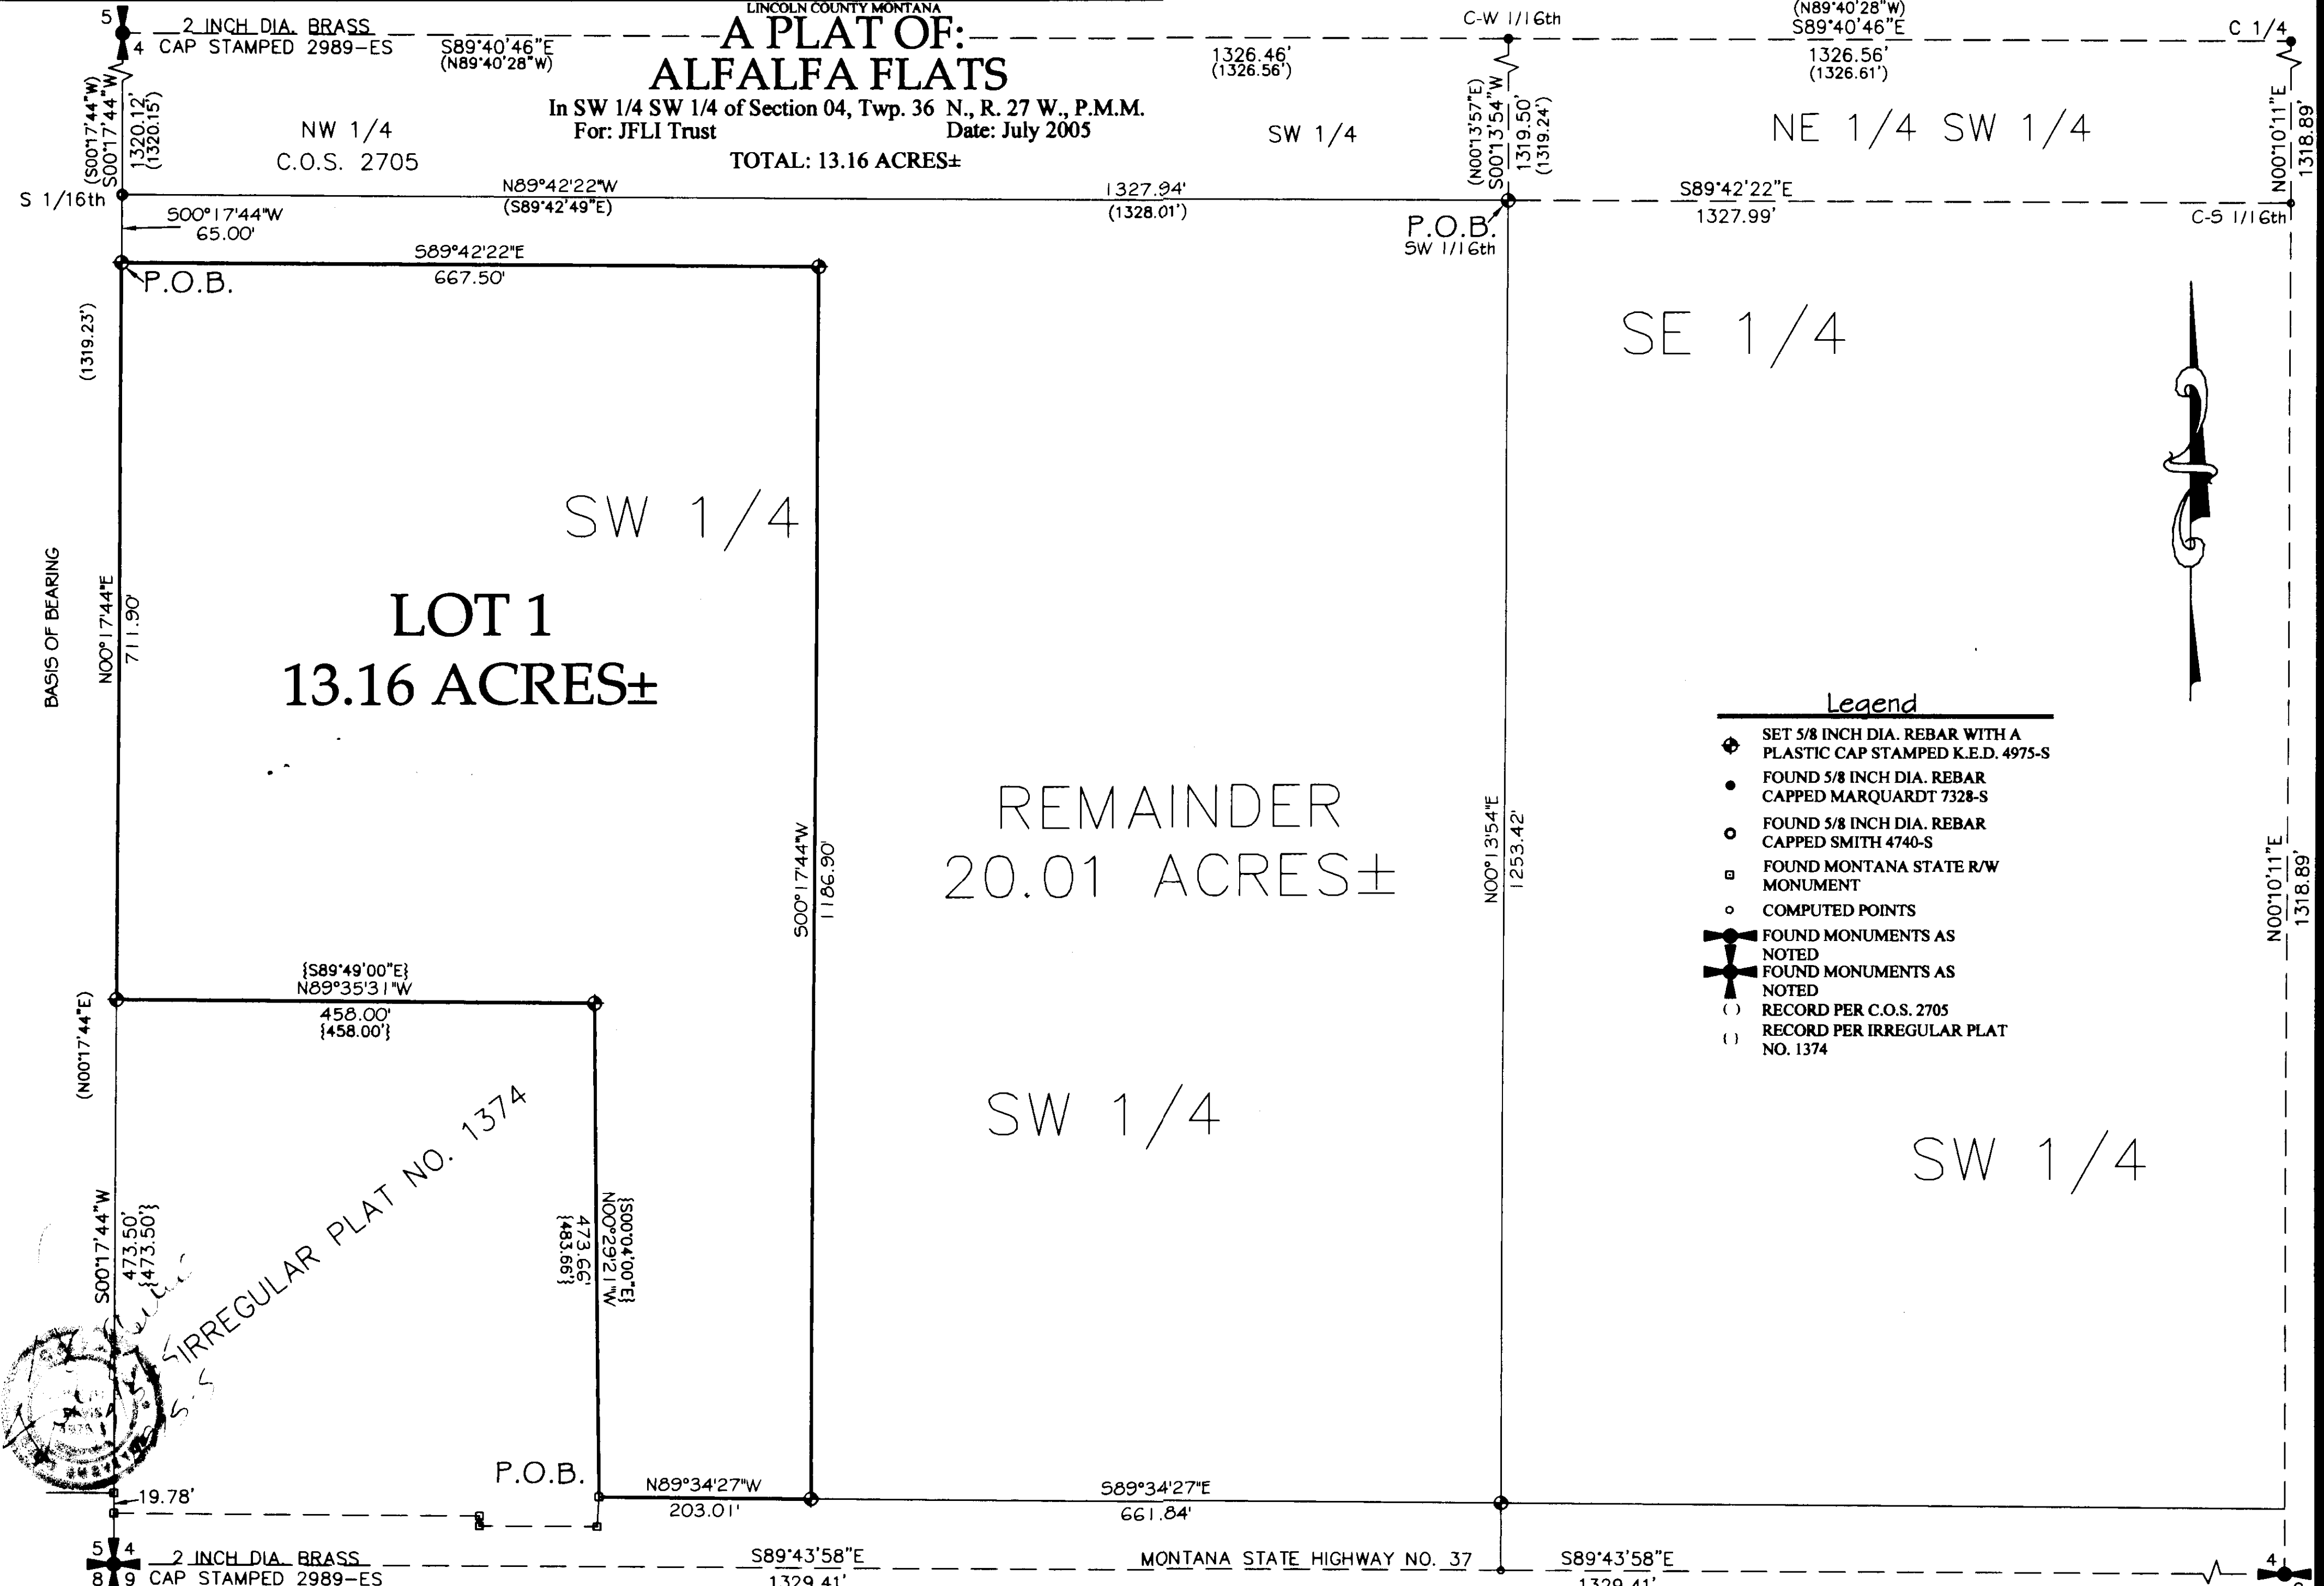 LINCOLN COUNTY MONTANA
A PLAT OF:
ALFALFA FLATS
In SW 1/4 SW 1/4 of Section 04, Twp. 36 N., R. 27 W., P.M.M.
For: JFLI Trust Date: July 2005
TOTAL: 13.16 ACRES±
5
4
2 INCH DIA. BRASS
CAP STAMPED 2989-ES
S89°40'46"E
(N89°40'28"W)
1326.46'
(1326.56')
C-W 1/16th
(N89°40'28"W)
S89°40'46"E
1326.56'
(1326.61')
C 1/4
(S00°17'44"W)
S00°17'44"W
1320.12'
(1320.15')
NW 1/4
C.O.S. 2705
SW 1/4
(N00°13'57"E)
S00°13'54"W
1319.50'
(1319.24')
NE 1/4 SW 1/4
N00°10'11"E
1318.89'
S 1/16th
N89°42'22"W
(S89°42'49"E)
1327.94'
(1328.01')
S89°42'22"E
1327.99'
C-S 1/16th
P.O.B.
SW 1/16th
S00°17'44"W
65.00'
S89°42'22"E
667.50'
P.O.B.
(1319.23')
SE 1/4
SW 1/4
BASIS OF BEARING
N00°17'44"E
711.90'
LOT 1
13.16 ACRES±
REMAINDER
20.01 ACRES±
S00°17'44"W
1186.90'
N00°13'54"E
1253.42'
Legend
SET 5/8 INCH DIA. REBAR WITH A
PLASTIC CAP STAMPED K.E.D. 4975-S
FOUND 5/8 INCH DIA. REBAR
CAPPED MARQUARDT 7328-S
FOUND 5/8 INCH DIA. REBAR
CAPPED SMITH 4740-S
FOUND MONTANA STATE R/W
MONUMENT
COMPUTED POINTS
FOUND MONUMENTS AS
NOTED
FOUND MONUMENTS AS
NOTED
( ) RECORD PER C.O.S. 2705
{ } RECORD PER IRREGULAR PLAT
NO. 1374
N00°10'11"E
1318.89'
{S89°49'00"E}
N89°35'31"W
458.00'
{458.00'}
(N00°17'44"E)
IRREGULAR PLAT NO. 1374
SW 1/4
SW 1/4
S00°17'44"W
473.50'
{473.50'}
{S00°04'00"E}
N00°29'21"W
473.66'
{483.66'}
P.O.B.
19.78'
N89°34'27"W
203.01'
S89°34'27"E
661.84'
5 4
8 9
2 INCH DIA. BRASS
CAP STAMPED 2989-ES
S89°43'58"E
1329.41'
MONTANA STATE HIGHWAY NO. 37
S89°43'58"E
1329.41'
4